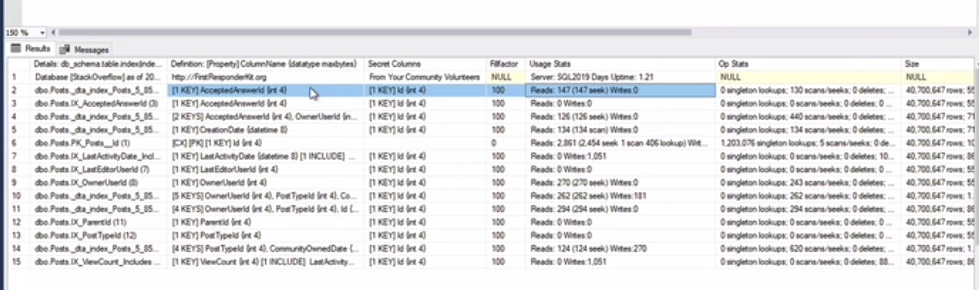 150 %
Results Messages
Details: db_schema.table.index(inde... Definition: [Property] ColumnName {datatype maxbytes} Secret Columns Fillfactor Usage Stats Op Stats Size
1 Database [StackOverflow] as of 20... http://FirstResponderKit.org From Your Community Volunteers NULL Server: SQL2019 Days Uptime: 1.21 NULL NULL
2 dbo.Posts._dta_index_Posts_5_85... [1 KEY] AcceptedAnswerId {int 4} [1 KEY] Id {int 4} 100 Reads: 147 (147 seek) Writes:0 0 singleton lookups; 130 scans/seeks; 0 deletes; ... 40,700,647 rows; 55
3 dbo.Posts.IX_AcceptedAnswerId (3) [1 KEY] AcceptedAnswerId {int 4} [1 KEY] Id {int 4} 100 Reads: 0 Writes:0 0 singleton lookups; 0 scans/seeks; 0 deletes; 0 ... 40,700,647 rows; 55
4 dbo.Posts._dta_index_Posts_5_85... [2 KEYS] AcceptedAnswerId {int 4}, OwnerUserId {in... [1 KEY] Id {int 4} 100 Reads: 126 (126 seek) Writes:0 0 singleton lookups; 440 scans/seeks; 0 deletes; ... 40,700,647 rows; 71
5 dbo.Posts._dta_index_Posts_5_85... [1 KEY] CreationDate {datetime 8} [1 KEY] Id {int 4} 100 Reads: 134 (134 scan) Writes:0 0 singleton lookups; 134 scans/seeks; 0 deletes; ... 40,700,647 rows;
6 dbo.Posts.PK_Posts__Id (1) [CX] [PK] [1 KEY] Id {int 4} 0 Reads: 2,861 (2,454 seek 1 scan 406 lookup) Writ... 1,203,076 singleton lookups; 5 scans/seeks; 0 de... 40,700,647 rows; 10
7 dbo.Posts.IX_LastActivityDate_Incl... [1 KEY] LastActivityDate {datetime 8} [1 INCLUDE] ... [1 KEY] Id {int 4} 100 Reads: 0 Writes:1,051 0 singleton lookups; 0 scans/seeks; 0 deletes; 10... 40,700,647 rows;
8 dbo.Posts.IX_LastEditorUserId (7) [1 KEY] LastEditorUserId {int 4} [1 KEY] Id {int 4} 100 Reads: 0 Writes:0 0 singleton lookups; 0 scans/seeks; 0 deletes; 0 ... 40,700,647 rows;
9 dbo.Posts.IX_OwnerUserId (8) [1 KEY] OwnerUserId {int 4} [1 KEY] Id {int 4} 100 Reads: 270 (270 seek) Writes:0 0 singleton lookups; 243 scans/seeks; 0 deletes; ... 40,700,647 rows; 55
10 dbo.Posts._dta_index_Posts_5_85... [5 KEYS] OwnerUserId {int 4}, PostTypeId {int 4}, Co... [1 KEY] Id {int 4} 100 Reads: 262 (262 seek) Writes:181 0 singleton lookups; 262 scans/seeks; 0 deletes; ... 40,700,647 rows; 1.
11 dbo.Posts._dta_index_Posts_5_85... [4 KEYS] OwnerUserId {int 4}, PostTypeId {int 4}, Id {... [1 KEY] Id {int 4} 100 Reads: 294 (294 seek) Writes:0 0 singleton lookups; 294 scans/seeks; 0 deletes; ... 40,700,647 rows; 86
12 dbo.Posts.IX_ParentId (11) [1 KEY] ParentId {int 4} [1 KEY] Id {int 4} 100 Reads: 0 Writes:0 0 singleton lookups; 0 scans/seeks; 0 deletes; 0 ... 40,700,647 rows;
13 dbo.Posts.IX_PostTypeId (12) [1 KEY] PostTypeId {int 4} [1 KEY] Id {int 4} 100 Reads: 0 Writes:0 0 singleton lookups; 0 scans/seeks; 0 deletes; 0 ... 40,700,647 rows;
14 dbo.Posts._dta_index_Posts_5_85... [4 KEYS] PostTypeId {int 4}, CommunityOwnedDate {... [1 KEY] Id {int 4} 100 Reads: 124 (124 seek) Writes:270 0 singleton lookups; 620 scans/seeks; 0 deletes; ... 40,700,647 rows; 1.
15 dbo.Posts.IX_ViewCount_Includes ... [1 KEY] ViewCount {int 4} [1 INCLUDE] LastActivity... [1 KEY] Id {int 4} 100 Reads: 0 Writes:1,051 0 singleton lookups; 0 scans/seeks; 0 deletes; 88... 40,700,647 rows; 86